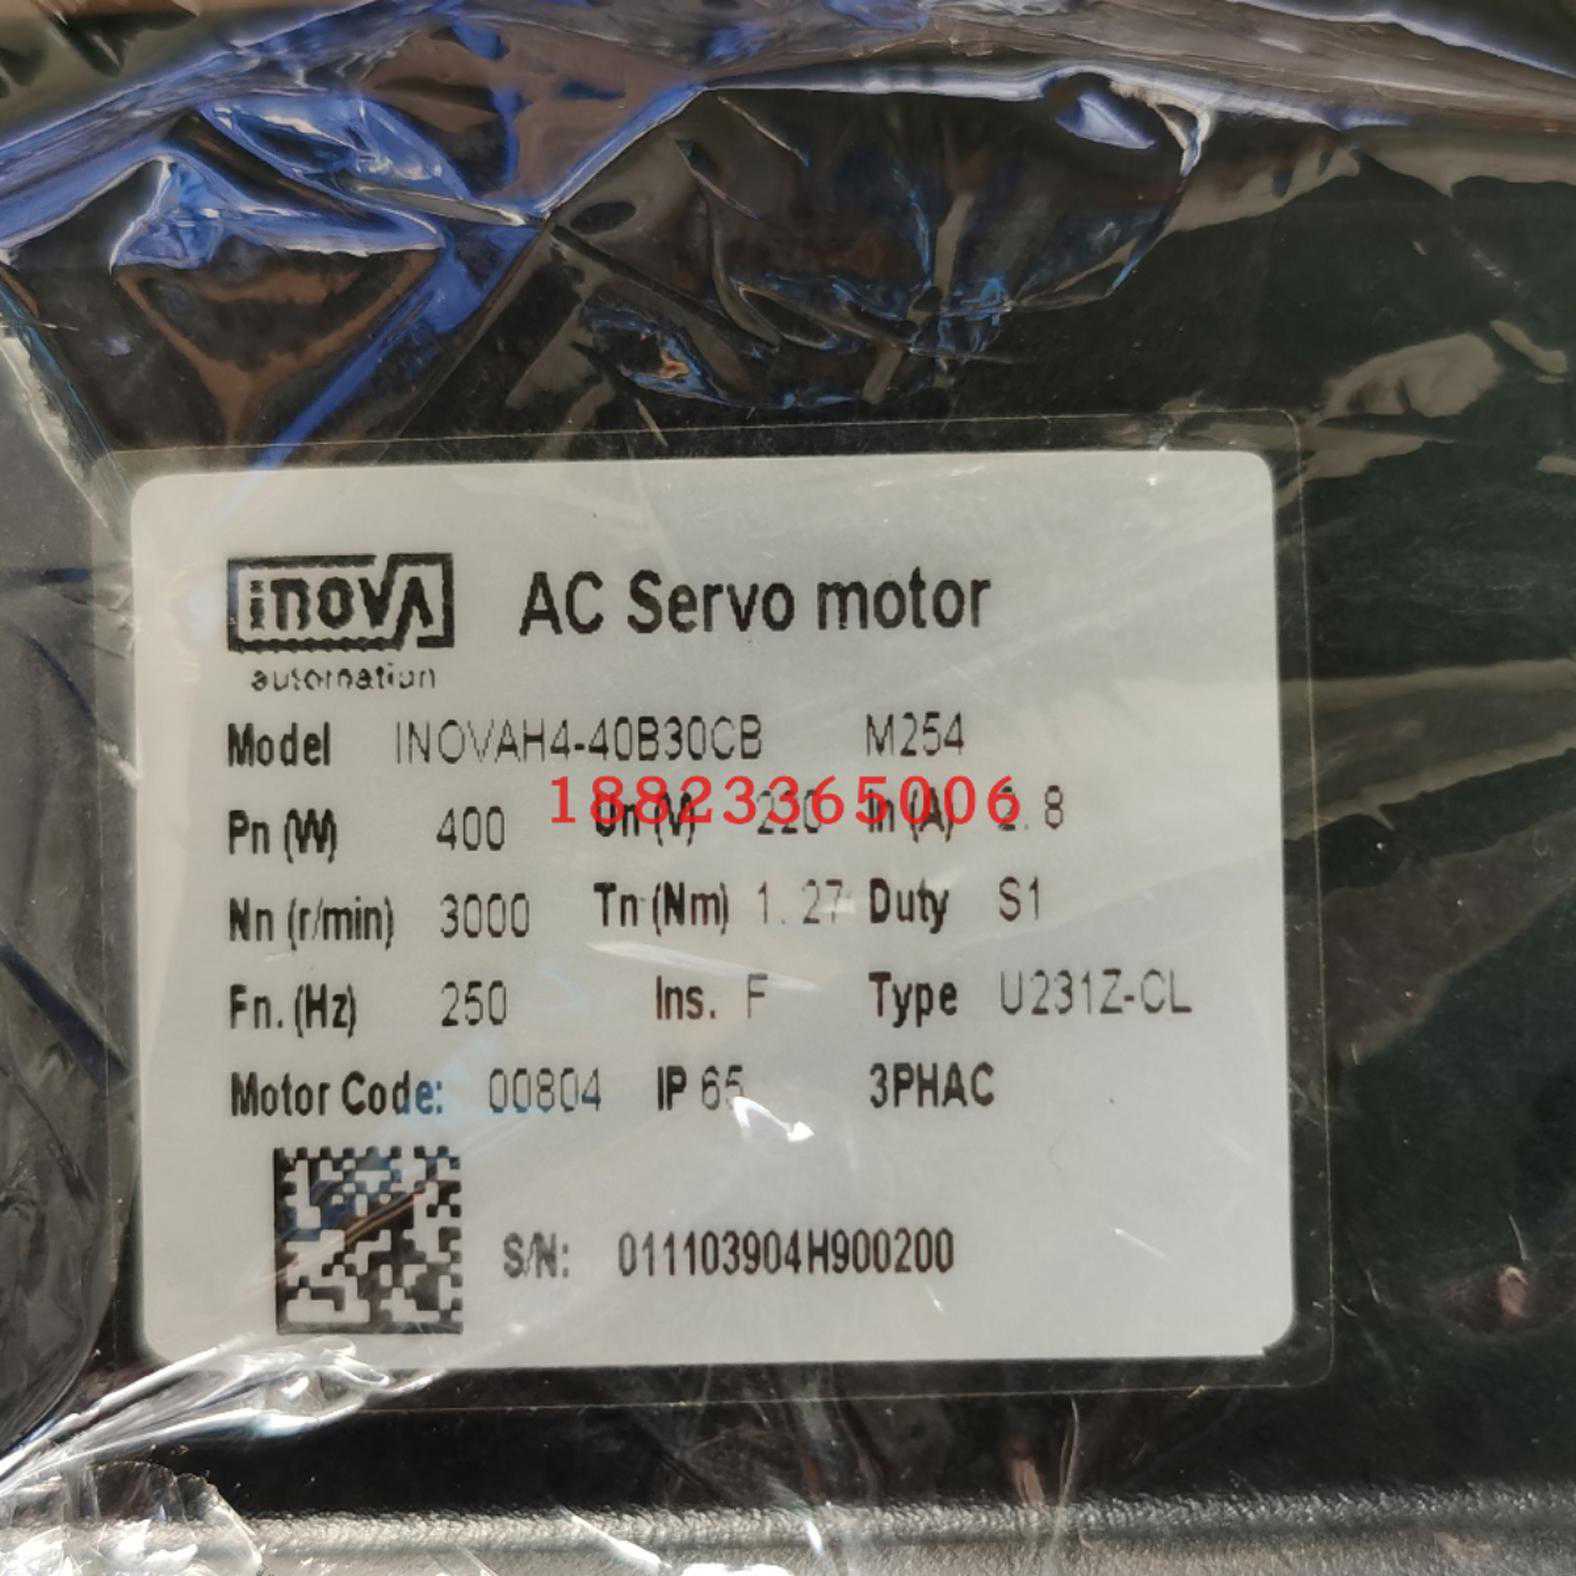 inovA AC Servo motor
automation
Model INOVAH4-40B30CB M254
18823365006
Pn (W) 400 Un (V) 220 In (A) 2.8
Nn (r/min) 3000 Tn (Nm) 1.27 Duty S1
Fn. (Hz) 250 Ins. F Type U231Z-CL
Motor Code: 00804 IP 65 3PHAC
S/N: 011103904H900200